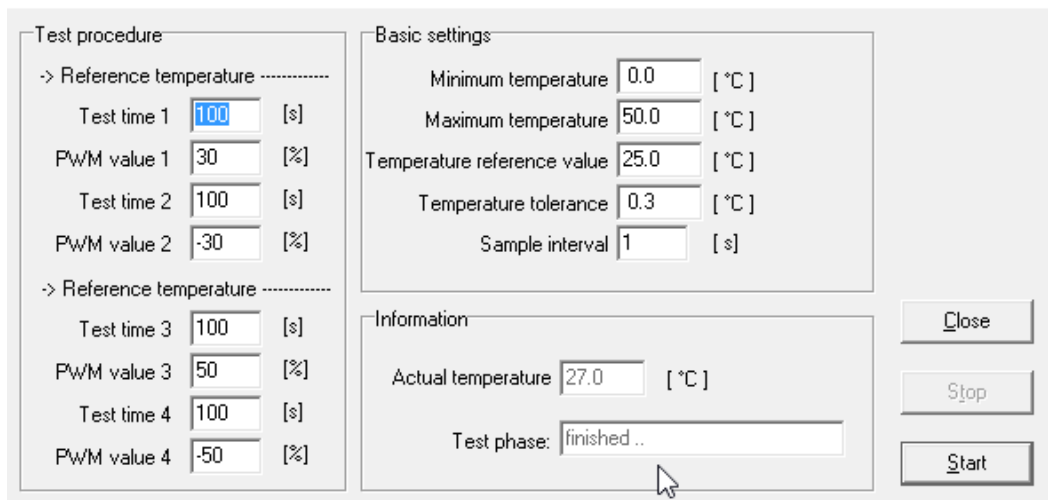 Test procedure
-> Reference temperature ------------
Test time 1 100 [s]
PWM value 1 30 [%]
Test time 2 100 [s]
PWM value 2 -30 [%]
-> Reference temperature ------------
Test time 3 100 [s]
PWM value 3 50 [%]
Test time 4 100 [s]
PWM value 4 -50 [%]
Basic settings
Minimum temperature 0.0 [ °C ]
Maximum temperature 50.0 [ °C ]
Temperature reference value 25.0 [ °C ]
Temperature tolerance 0.3 [ °C ]
Sample interval 1 [ s]
Information
Actual temperature 27.0 [ °C ]
Test phase: finished ..
Close
Stop
Start